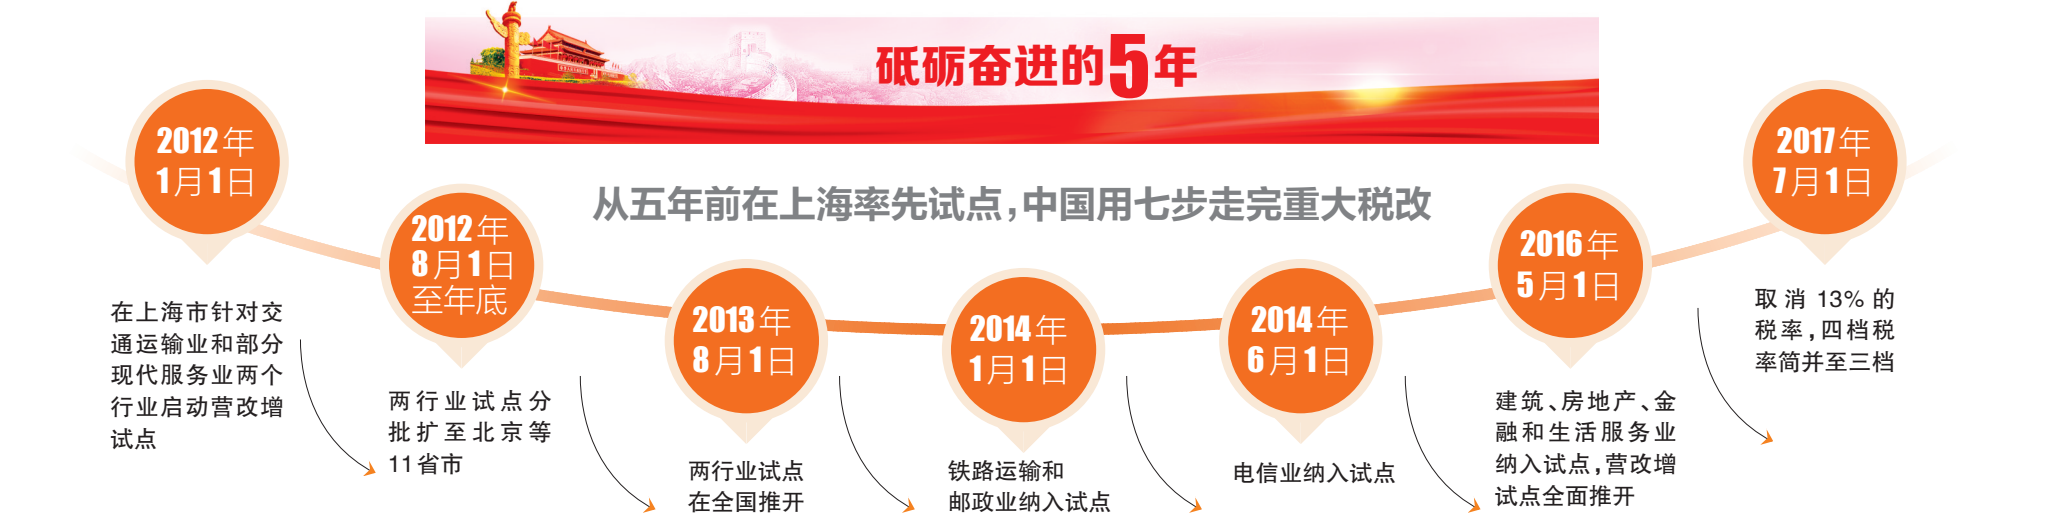 砥砺奋进的5年
从五年前在上海率先试点，中国用七步走完重大税改
2012年
1月1日
在上海市针对交
通运输业和部分
现代服务业两个
行业启动营改增
试点
2012年
8月1日
至年底
两行业试点分
批扩至北京等
11省市
2013年
8月1日
两行业试点
在全国推开
2014年
1月1日
铁路运输和
邮政业纳入试点
2014年
6月1日
电信业纳入试点
2016年
5月1日
建筑、房地产、金
融和生活服务业
纳入试点，营改增
试点全面推开
2017年
7月1日
取消13%的
税率，四档税
率简并至三档